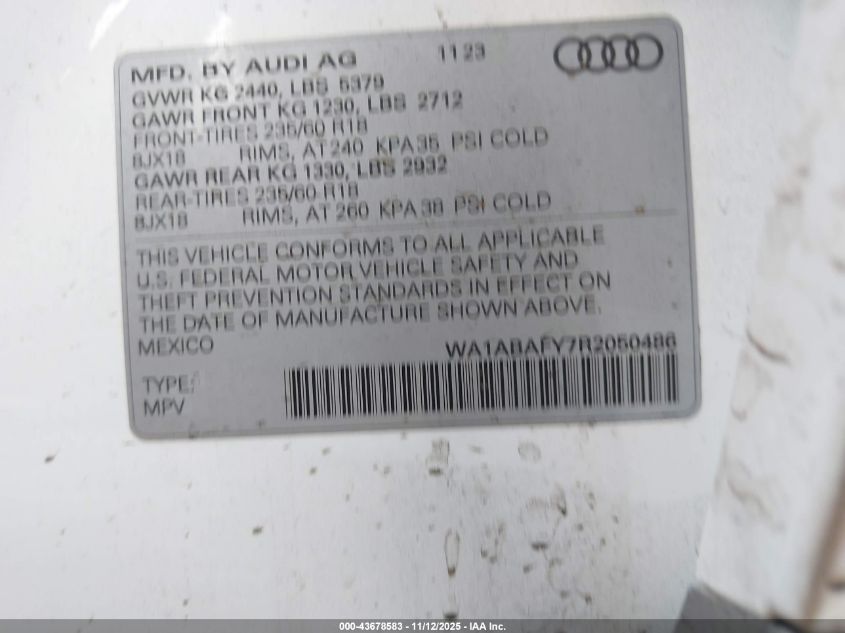 MFD. BY AUDI AG 11 23
GVWR KG 2440, LBS 5379
GAWR FRONT KG 1230, LBS 2712
FRONT-TIRES 235/60 R18
8JX18 RIMS, AT 240 KPA 35 PSI COLD
GAWR REAR KG 1330, LBS 2932
REAR-TIRES 235/60 R18
8JX18 RIMS, AT 260 KPA 38 PSI COLD
THIS VEHICLE CONFORMS TO ALL APPLICABLE
U.S. FEDERAL MOTOR VEHICLE SAFETY AND
THEFT PREVENTION STANDARDS IN EFFECT ON
THE DATE OF MANUFACTURE SHOWN ABOVE.
MEXICO WA1ABAFY7R2050486
TYPE:
MPV
000-43678583 - 11/12/2025 - IAA Inc.